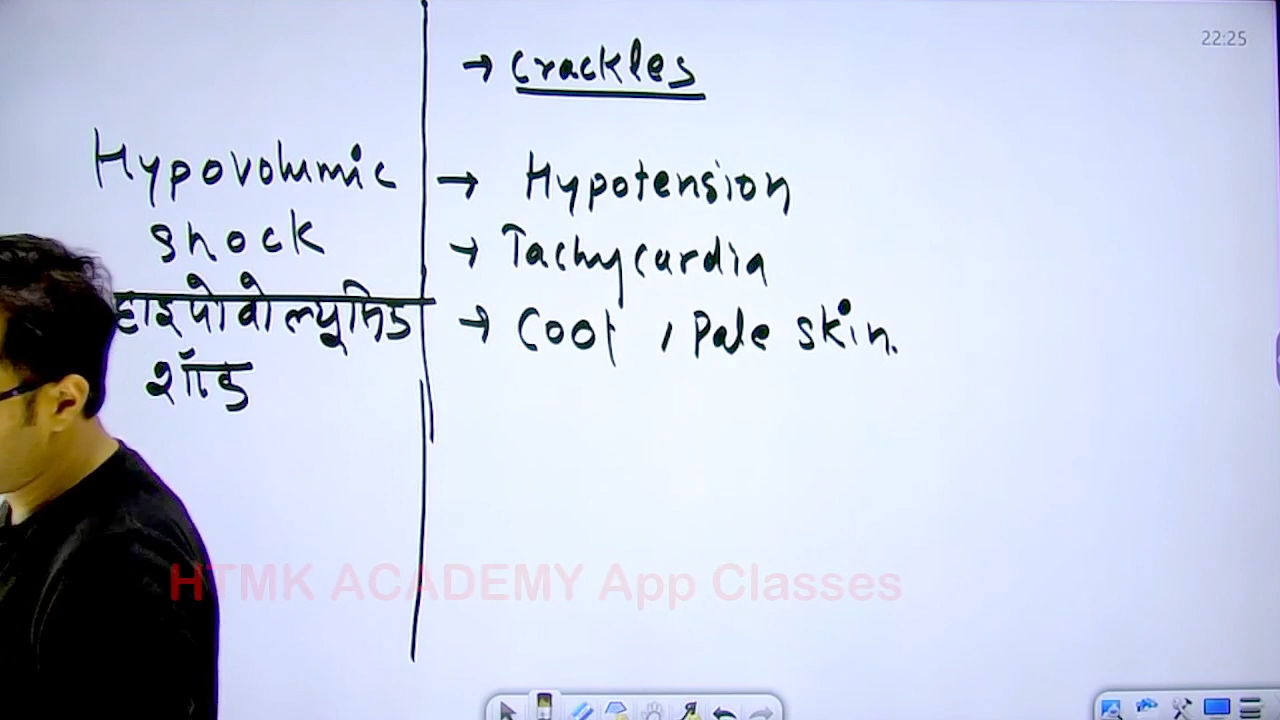 22:25
→ Crackles
Hypovolumic → Hypotension
shock → Tachycardia
हाइपोवोल्यूमिक → Cool, Pale skin.
शॉक
HTMK ACADEMY App Classes